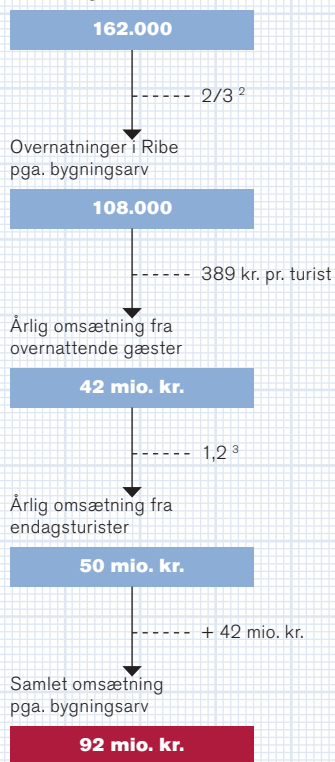 162.000
2/3 ²
Overnatninger i Ribe
pga. bygningsarv
108.000
389 kr. pr. turist
Årlig omsætning fra
overnattende gæster
42 mio. kr.
1,2 ³
Årlig omsætning fra
endagsturister
50 mio. kr.
+ 42 mio. kr.
Samlet omsætning
pga. bygningsarv
92 mio. kr.